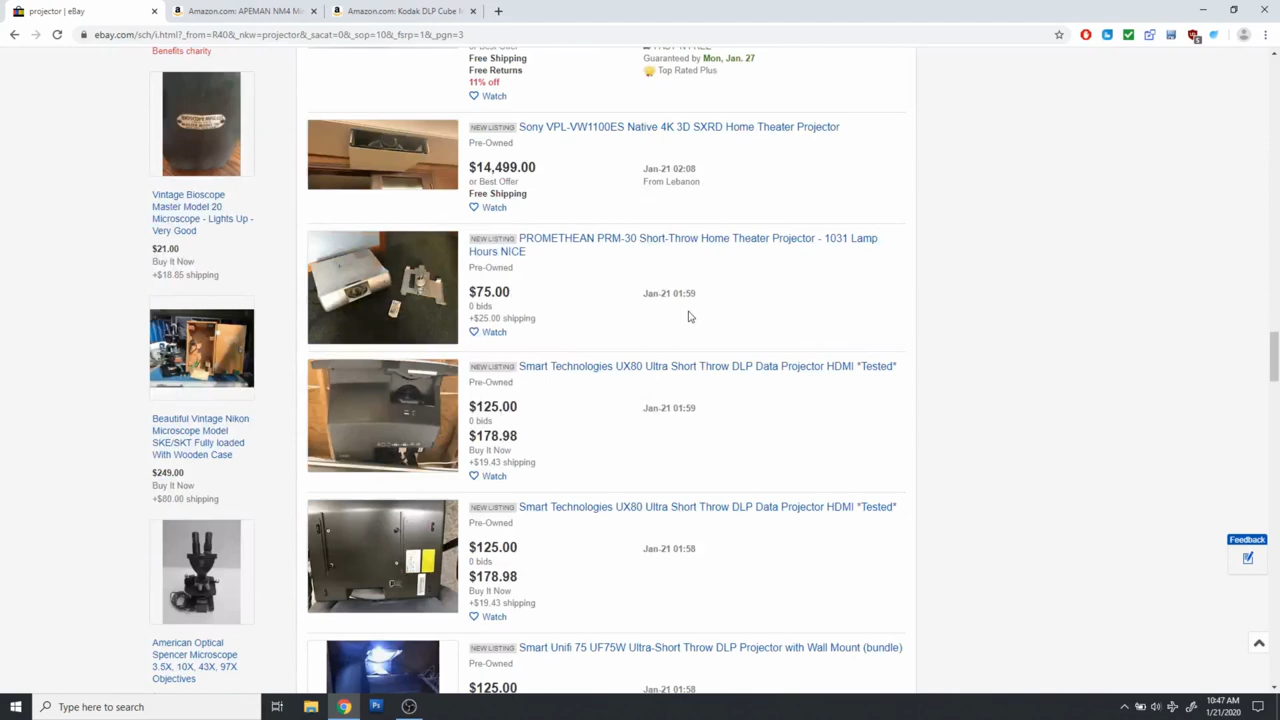 projector | eBay
Amazon.com: APEMAN NM4 Mi
Amazon.com: Kodak DLP Cube M
ebay.com/sch/i.html?_from=R40&_nkw=projector&_sacat=0&_sop=10&_fsrp=1&_pgn=3
Benefits charity
Vintage Bioscope
Master Model 20
Microscope - Lights Up -
Very Good
$21.00
Buy It Now
+$18.85 shipping
Beautiful Vintage Nikon
Microscope Model
SKE/SKT Fully loaded
With Wooden Case
$249.00
Buy It Now
+$80.00 shipping
American Optical
Spencer Microscope
3.5X, 10X, 43X, 97X
Objectives
or Best Offer
Free Shipping
Free Returns
11% off
Watch
Guaranteed by Mon, Jan. 27
Top Rated Plus
NEW LISTING Sony VPL-VW1100ES Native 4K 3D SXRD Home Theater Projector
Pre-Owned
$14,499.00
or Best Offer
Free Shipping
Watch
Jan-21 02:08
From Lebanon
NEW LISTING PROMETHEAN PRM-30 Short-Throw Home Theater Projector - 1031 Lamp
Hours NICE
Pre-Owned
$75.00
0 bids
+$25.00 shipping
Watch
Jan-21 01:59
NEW LISTING Smart Technologies UX80 Ultra Short Throw DLP Data Projector HDMI *Tested*
Pre-Owned
$125.00
0 bids
$178.98
Buy It Now
+$19.43 shipping
Watch
Jan-21 01:59
NEW LISTING Smart Technologies UX80 Ultra Short Throw DLP Data Projector HDMI *Tested*
Pre-Owned
$125.00
0 bids
$178.98
Buy It Now
+$19.43 shipping
Watch
Jan-21 01:58
NEW LISTING Smart Unifi 75 UF75W Ultra-Short Throw DLP Projector with Wall Mount (bundle)
Pre-Owned
$125.00
Jan-21 01:58
Feedback
Type here to search
Ps
10:47 AM
1/21/2020